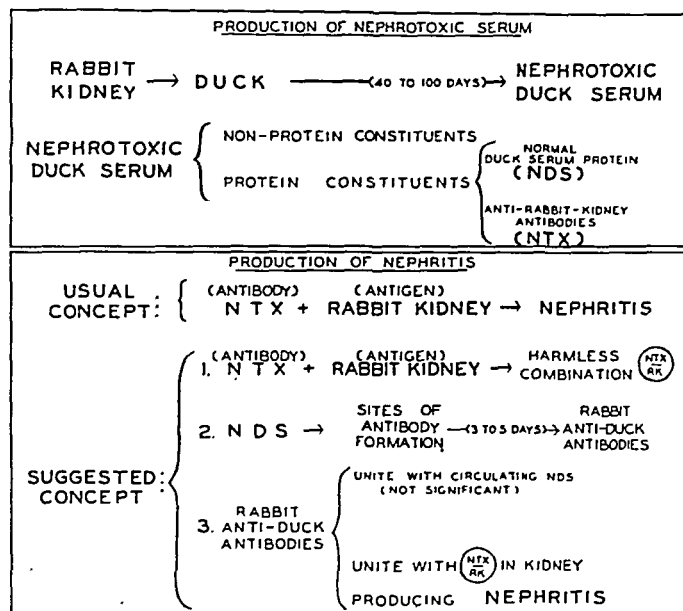 PRODUCTION OF NEPHROTOXIC SERUM
RABBIT KIDNEY → DUCK —(40 TO 100 DAYS)→ NEPHROTOXIC DUCK SERUM
NEPHROTOXIC DUCK SERUM
NON-PROTEIN CONSTITUENTS
PROTEIN CONSTITUENTS
NORMAL
DUCK SERUM PROTEIN
(NDS)
ANTI-RABBIT-KIDNEY
ANTIBODIES
(NTX)
PRODUCTION OF NEPHRITIS
USUAL
CONCEPT:
(ANTIBODY) (ANTIGEN)
NTX + RABBIT KIDNEY → NEPHRITIS
SUGGESTED:
CONCEPT
(ANTIBODY) (ANTIGEN)
1. NTX + RABBIT KIDNEY → HARMLESS COMBINATION NTX RK
2. NDS → SITES OF ANTIBODY FORMATION —(3 TO 5 DAYS)→ RABBIT ANTI-DUCK ANTIBODIES
3. RABBIT
ANTI-DUCK
ANTIBODIES
UNITE WITH CIRCULATING NDS
(NOT SIGNIFICANT)
UNITE WITH NTX RK IN KIDNEY
PRODUCING NEPHRITIS